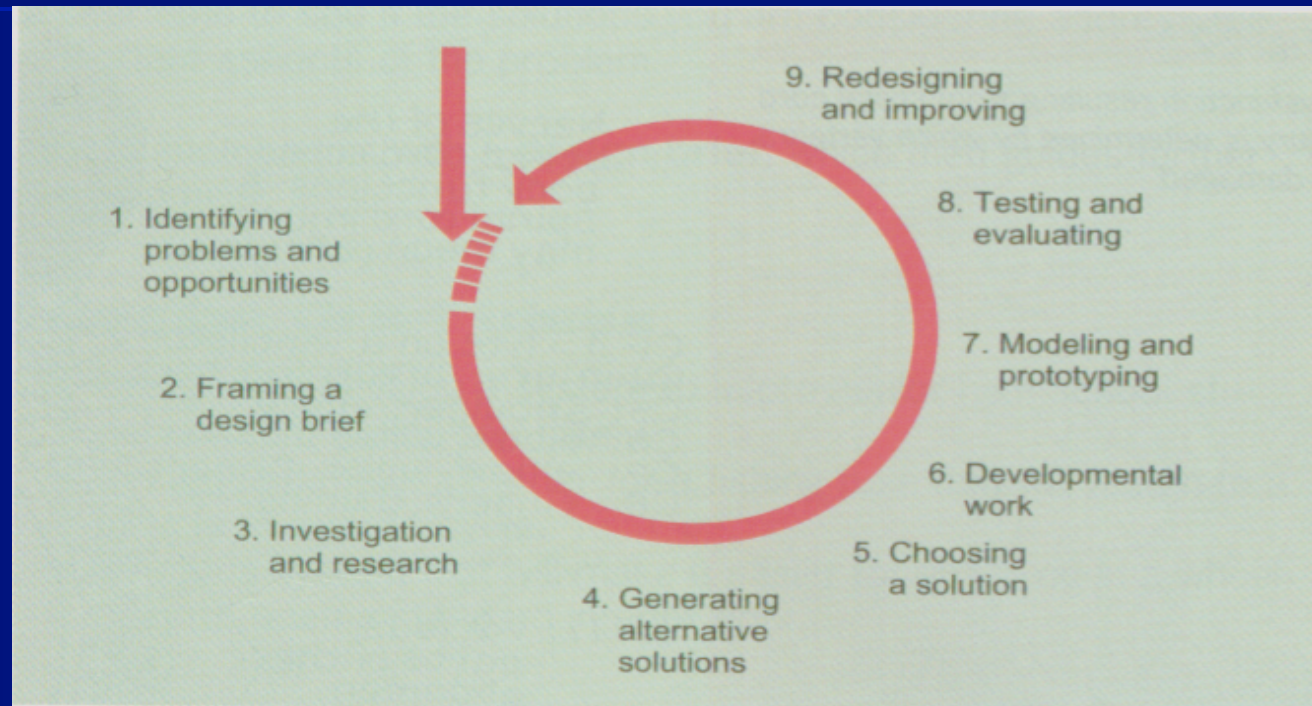 1. Identifying
problems and
opportunities
2. Framing a
design brief
3. Investigation
and research
4. Generating
alternative
solutions
5. Choosing
a solution
6. Developmental
work
7. Modeling and
prototyping
8. Testing and
evaluating
9. Redesigning
and improving